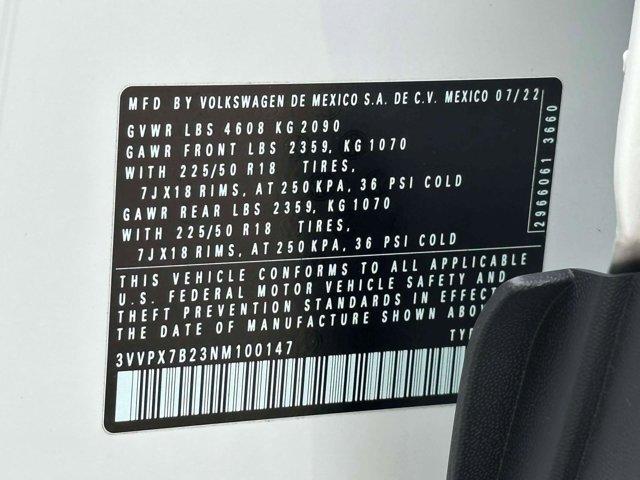 MFD BY VOLKSWAGEN DE MEXICO S.A. DE C.V. MEXICO 07/22
GVWR LBS 4608 KG 2090
GAWR FRONT LBS 2359, KG 1070
WITH 225/50 R18 TIRES,
7JX18 RIMS, AT 250 KPA, 36 PSI COLD
GAWR REAR LBS 2359, KG 1070
WITH 225/50 R18 TIRES,
7JX18 RIMS, AT 250 KPA, 36 PSI COLD
2966061 3660
THIS VEHICLE CONFORMS TO ALL APPLICABLE
U.S. FEDERAL MOTOR VEHICLE SAFETY AND
THEFT PREVENTION STANDARDS IN EFFECT
THE DATE OF MANUFACTURE SHOWN ABOVE
3VVPX7B23NM100147